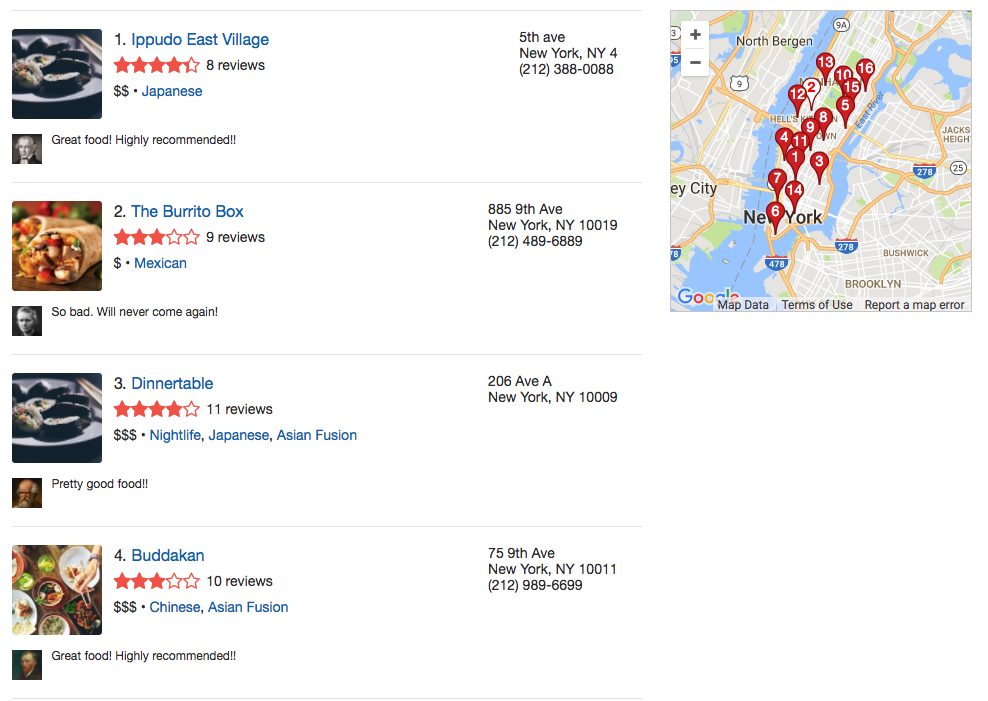 1. Ippudo East Village
8 reviews
$$ • Japanese
5th ave
New York, NY 4
(212) 388-0088
Great food! Highly recommended!!
2. The Burrito Box
9 reviews
$ • Mexican
885 9th Ave
New York, NY 10019
(212) 489-6889
So bad. Will never come again!
3. Dinnertable
11 reviews
$$$ • Nightlife, Japanese, Asian Fusion
206 Ave A
New York, NY 10009
Pretty good food!!
4. Buddakan
10 reviews
$$$ • Chinese, Asian Fusion
75 9th Ave
New York, NY 10011
(212) 989-6699
Great food! Highly recommended!!
+
−
North Bergen
9A
3
95
9
13
16
10
2
15
12
5
HELL'S
8
9
East River
4
11
JACKS
HEIGH
1
3
25
278
7
ey City
14
6
New York
278
78
478
BUSHWICK
BROOKLYN
Google
Map Data
Terms of Use
Report a map error